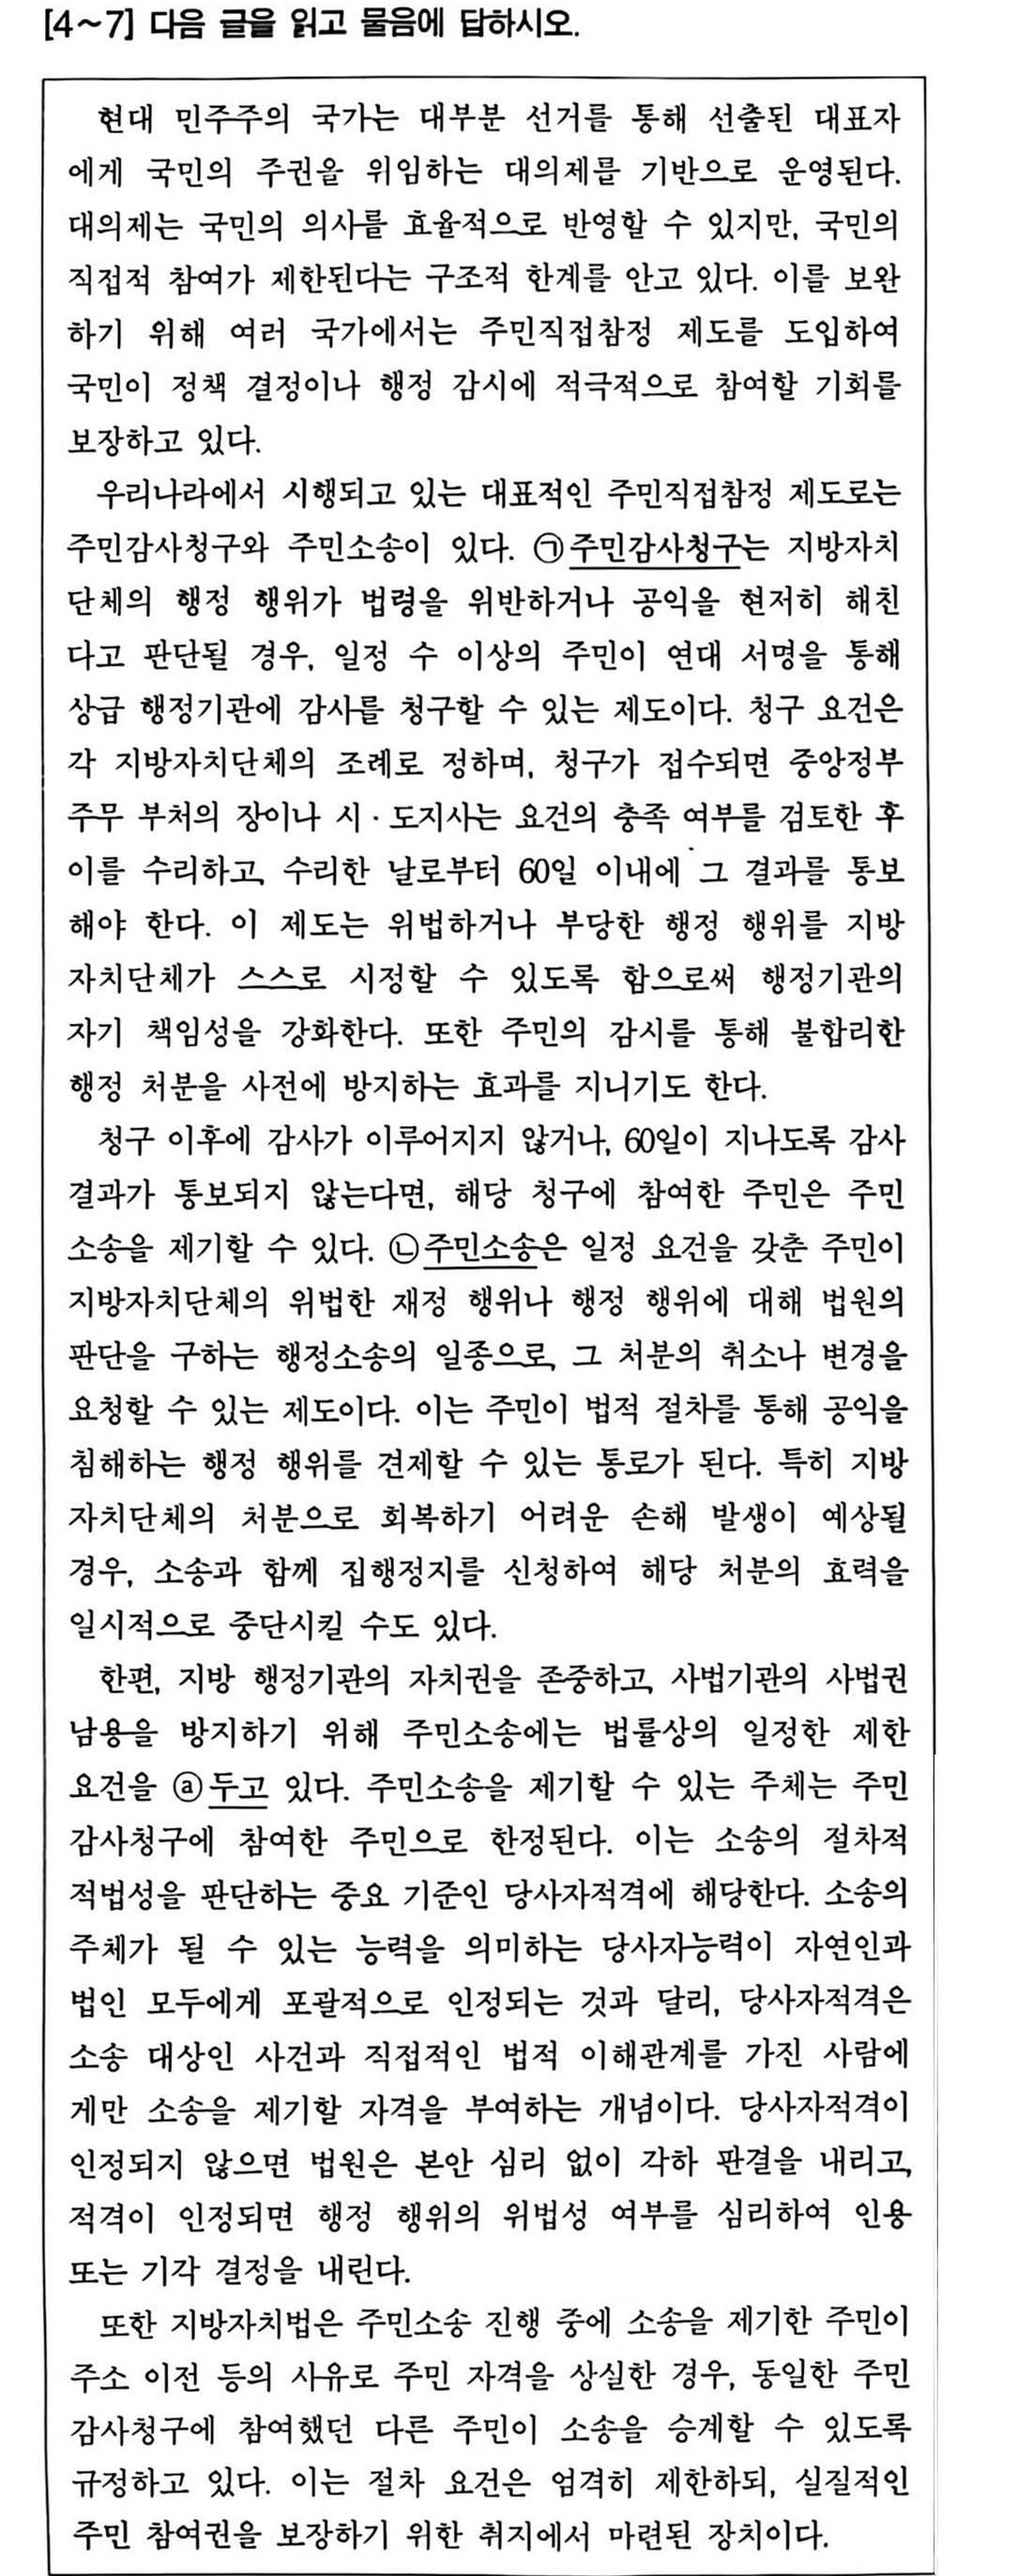 [4～7] 다음 글을 읽고 물음에 답하시오.
현대 민주주의 국가는 대부분 선거를 통해 선출된 대표자
에게 국민의 주권을 위임하는 대의제를 기반으로 운영된다.
대의제는 국민의 의사를 효율적으로 반영할 수 있지만, 국민의
직접적 참여가 제한된다는 구조적 한계를 안고 있다. 이를 보완
하기 위해 여러 국가에서는 주민직접참정 제도를 도입하여
국민이 정책 결정이나 행정 감시에 적극적으로 참여할 기회를
보장하고 있다.
우리나라에서 시행되고 있는 대표적인 주민직접참정 제도로는
주민감사청구와 주민소송이 있다. ㉠주민감사청구는 지방자치
단체의 행정 행위가 법령을 위반하거나 공익을 현저히 해친
다고 판단될 경우, 일정 수 이상의 주민이 연대 서명을 통해
상급 행정기관에 감사를 청구할 수 있는 제도이다. 청구 요건은
각 지방자치단체의 조례로 정하며, 청구가 접수되면 중앙정부
주무 부처의 장이나 시·도지사는 요건의 충족 여부를 검토한 후
이를 수리하고, 수리한 날로부터 60일 이내에 그 결과를 통보
해야 한다. 이 제도는 위법하거나 부당한 행정 행위를 지방
자치단체가 스스로 시정할 수 있도록 함으로써 행정기관의
자기 책임성을 강화한다. 또한 주민의 감시를 통해 불합리한
행정 처분을 사전에 방지하는 효과를 지니기도 한다.
청구 이후에 감사가 이루어지지 않거나, 60일이 지나도록 감사
결과가 통보되지 않는다면, 해당 청구에 참여한 주민은 주민
소송을 제기할 수 있다. ㉡주민소송은 일정 요건을 갖춘 주민이
지방자치단체의 위법한 재정 행위나 행정 행위에 대해 법원의
판단을 구하는 행정소송의 일종으로, 그 처분의 취소나 변경을
요청할 수 있는 제도이다. 이는 주민이 법적 절차를 통해 공익을
침해하는 행정 행위를 견제할 수 있는 통로가 된다. 특히 지방
자치단체의 처분으로 회복하기 어려운 손해 발생이 예상될
경우, 소송과 함께 집행정지를 신청하여 해당 처분의 효력을
일시적으로 중단시킬 수도 있다.
한편, 지방 행정기관의 자치권을 존중하고, 사법기관의 사법권
남용을 방지하기 위해 주민소송에는 법률상의 일정한 제한
요건을 ⓐ두고 있다. 주민소송을 제기할 수 있는 주체는 주민
감사청구에 참여한 주민으로 한정된다. 이는 소송의 절차적
적법성을 판단하는 중요 기준인 당사자적격에 해당한다. 소송의
주체가 될 수 있는 능력을 의미하는 당사자능력이 자연인과
법인 모두에게 포괄적으로 인정되는 것과 달리, 당사자적격은
소송 대상인 사건과 직접적인 법적 이해관계를 가진 사람에
게만 소송을 제기할 자격을 부여하는 개념이다. 당사자적격이
인정되지 않으면 법원은 본안 심리 없이 각하 판결을 내리고,
적격이 인정되면 행정 행위의 위법성 여부를 심리하여 인용
또는 기각 결정을 내린다.
또한 지방자치법은 주민소송 진행 중에 소송을 제기한 주민이
주소 이전 등의 사유로 주민 자격을 상실한 경우, 동일한 주민
감사청구에 참여했던 다른 주민이 소송을 승계할 수 있도록
규정하고 있다. 이는 절차 요건은 엄격히 제한하되, 실질적인
주민 참여권을 보장하기 위한 취지에서 마련된 장치이다.